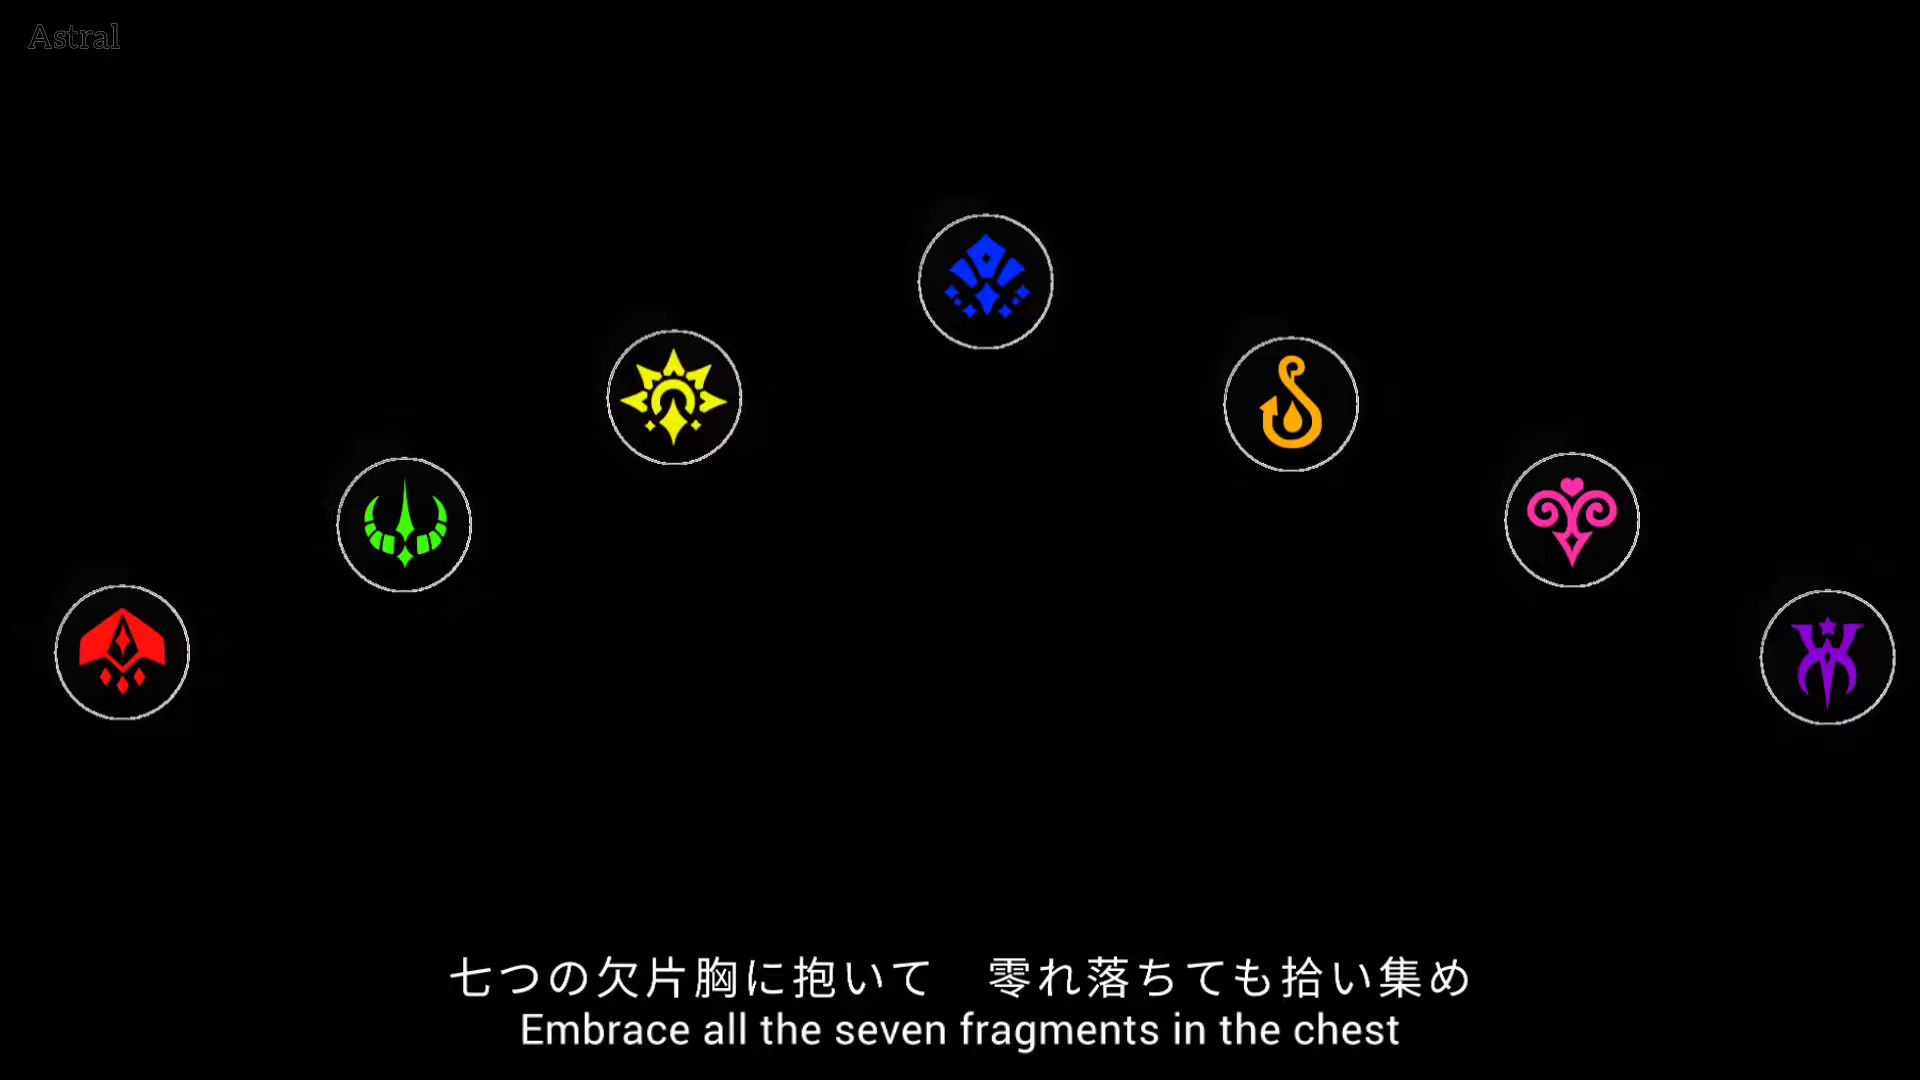 Astral
七つの欠片胸に抱いて　零れ落ちても拾い集め
Embrace all the seven fragments in the chest